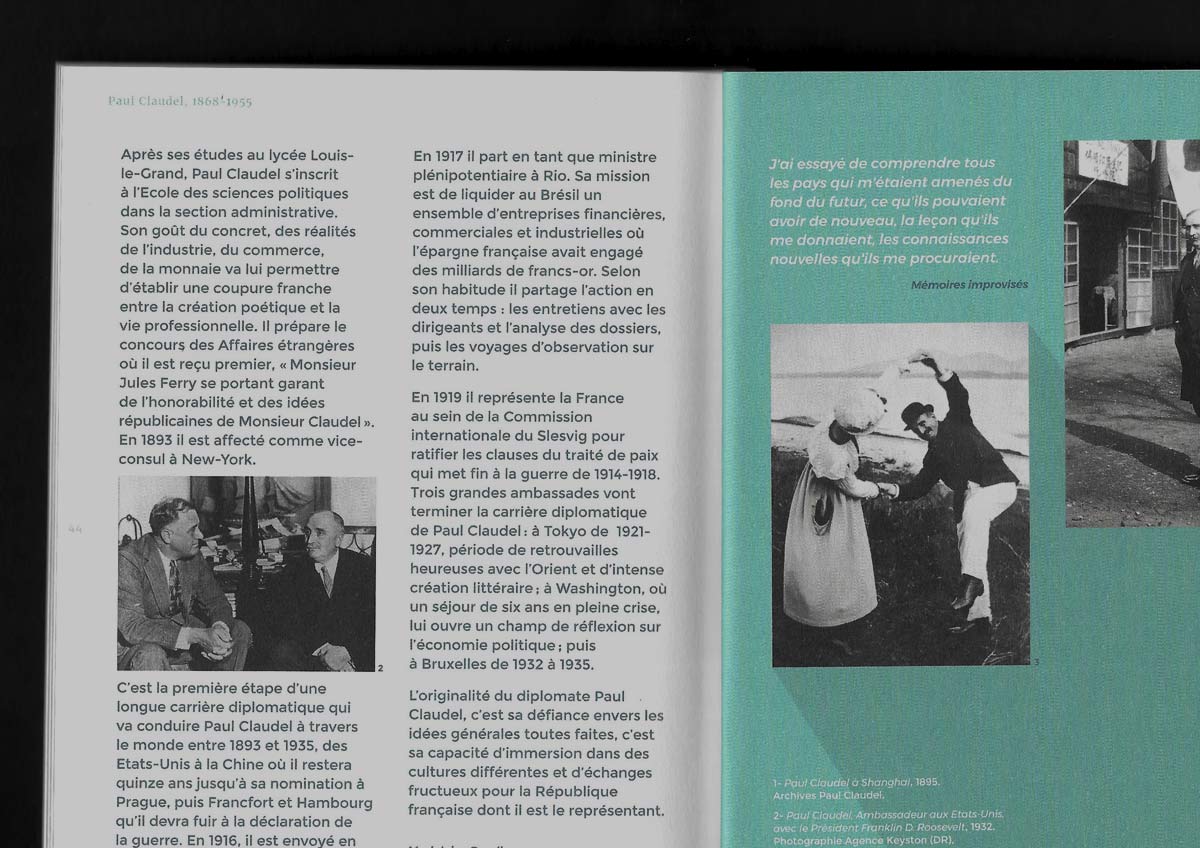 Paul Claudel, 1868-1955
Après ses études au lycée Louis-
le-Grand, Paul Claudel s'inscrit
à l'Ecole des sciences politiques
dans la section administrative.
Son goût du concret, des réalités
de l'industrie, du commerce,
de la monnaie va lui permettre
d'établir une coupure franche
entre la création poétique et la
vie professionnelle. Il prépare le
concours des Affaires étrangères
où il est reçu premier, « Monsieur
Jules Ferry se portant garant
de l'honorabilité et des idées
républicaines de Monsieur Claudel ».
En 1893 il est affecté comme vice-
consul à New-York.
44
2
C'est la première étape d'une
longue carrière diplomatique qui
va conduire Paul Claudel à travers
le monde entre 1893 et 1935, des
Etats-Unis à la Chine où il restera
quinze ans jusqu'à sa nomination à
Prague, puis Francfort et Hambourg
qu'il devra fuir à la déclaration de
la guerre. En 1916, il est envoyé en
En 1917 il part en tant que ministre
plénipotentiaire à Rio. Sa mission
est de liquider au Brésil un
ensemble d'entreprises financières,
commerciales et industrielles où
l'épargne française avait engagé
des milliards de francs-or. Selon
son habitude il partage l'action en
deux temps : les entretiens avec les
dirigeants et l'analyse des dossiers,
puis les voyages d'observation sur
le terrain.
En 1919 il représente la France
au sein de la Commission
internationale du Slesvig pour
ratifier les clauses du traité de paix
qui met fin à la guerre de 1914-1918.
Trois grandes ambassades vont
terminer la carrière diplomatique
de Paul Claudel : à Tokyo de 1921-
1927, période de retrouvailles
heureuses avec l'Orient et d'intense
création littéraire ; à Washington, où
un séjour de six ans en pleine crise,
lui ouvre un champ de réflexion sur
l'économie politique ; puis
à Bruxelles de 1932 à 1935.
L'originalité du diplomate Paul
Claudel, c'est sa défiance envers les
idées générales toutes faites, c'est
sa capacité d'immersion dans des
cultures différentes et d'échanges
fructueux pour la République
française dont il est le représentant.
J'ai essayé de comprendre tous
les pays qui m'étaient amenés du
fond du futur, ce qu'ils pouvaient
avoir de nouveau, la leçon qu'ils
me donnaient, les connaissances
nouvelles qu'ils me procuraient.
Mémoires improvisés
3
1- Paul Claudel à Shanghai, 1895.
Archives Paul Claudel.
2- Paul Claudel, Ambassadeur aux Etats-Unis,
avec le Président Franklin D. Roosevelt, 1932.
Photographie Agence Keyston (DR).